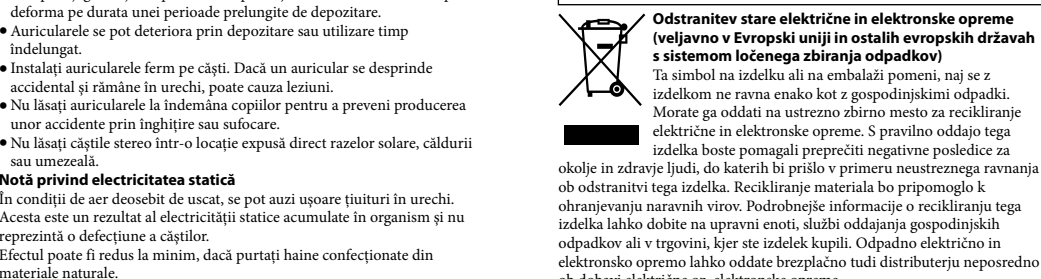 deforma pe durata unei perioade prelungite de depozitare.
● Auricularele se pot deteriora prin depozitare sau utilizare timp
îndelungat.
● Instalați auricularele ferm pe căști. Dacă un auricular se desprinde
accidental și rămâne în urechi, poate cauza leziuni.
● Nu lăsați auricularele la îndemâna copiilor pentru a preveni producerea
unor accidente prin înghițire sau sufocare.
● Nu lăsați căștile stereo într-o locație expusă direct razelor solare, căldurii
sau umezeală.
Notă privind electricitatea statică
În condiții de aer deosebit de uscat, se pot auzi ușoare țiuituri în urechi.
Acesta este un rezultat al electricității statice acumulate în organism și nu
reprezintă o defecțiune a căștilor.
Efectul poate fi redus la minim, dacă purtați haine confecționate din
materiale naturale.
Odstranitev stare električne in elektronske opreme
(veljavno v Evropski uniji in ostalih evropskih državah
s sistemom ločenega zbiranja odpadkov)
Ta simbol na izdelku ali na embalaži pomeni, naj se z
izdelkom ne ravna enako kot z gospodinjskimi odpadki.
Morate ga oddati na ustrezno zbirno mesto za recikliranje
električne in elektronske opreme. S pravilno oddajo tega
izdelka boste pomagali preprečiti negativne posledice za
okolje in zdravje ljudi, do katerih bi prišlo v primeru neustreznega ravnanja
ob odstranitvi tega izdelka. Recikliranje materiala bo pripomoglo k
ohranjevanju naravnih virov. Podrobnejše informacije o recikliranju tega
izdelka lahko dobite na upravni enoti, službi oddajanja gospodinjskih
odpadkov ali v trgovini, kjer ste izdelek kupili. Odpadno električno in
elektronsko opremo lahko oddate brezplačno tudi distributerju neposredno
ob dobavi električne oz. elektronske opreme.